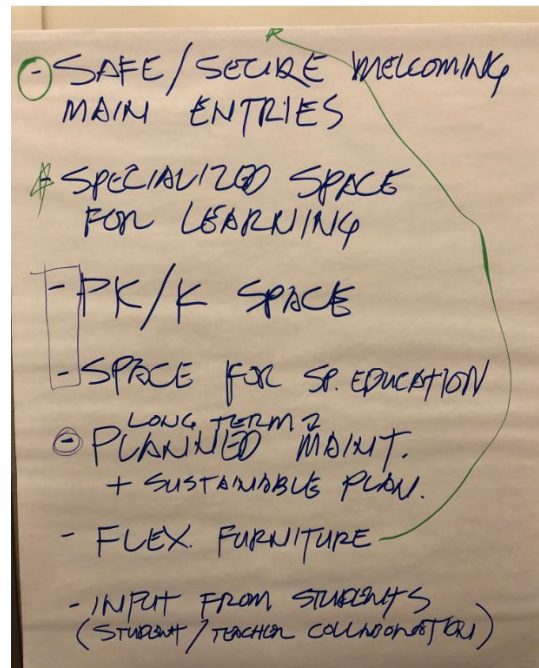 - SAFE/SECURE WELCOMING
MAIN ENTRIES
- SPECIALIZED SPACE
FOR LEARNING
- PK/K SPACE
- SPACE FOR SP. EDUCATION
LONG TERM
- PLANNED MAINT.
+ SUSTAINABLE PLAN.
- FLEX. FURNITURE
- INPUT FROM STUDENTS
(STUDENT/TEACHER COLLABORATION)